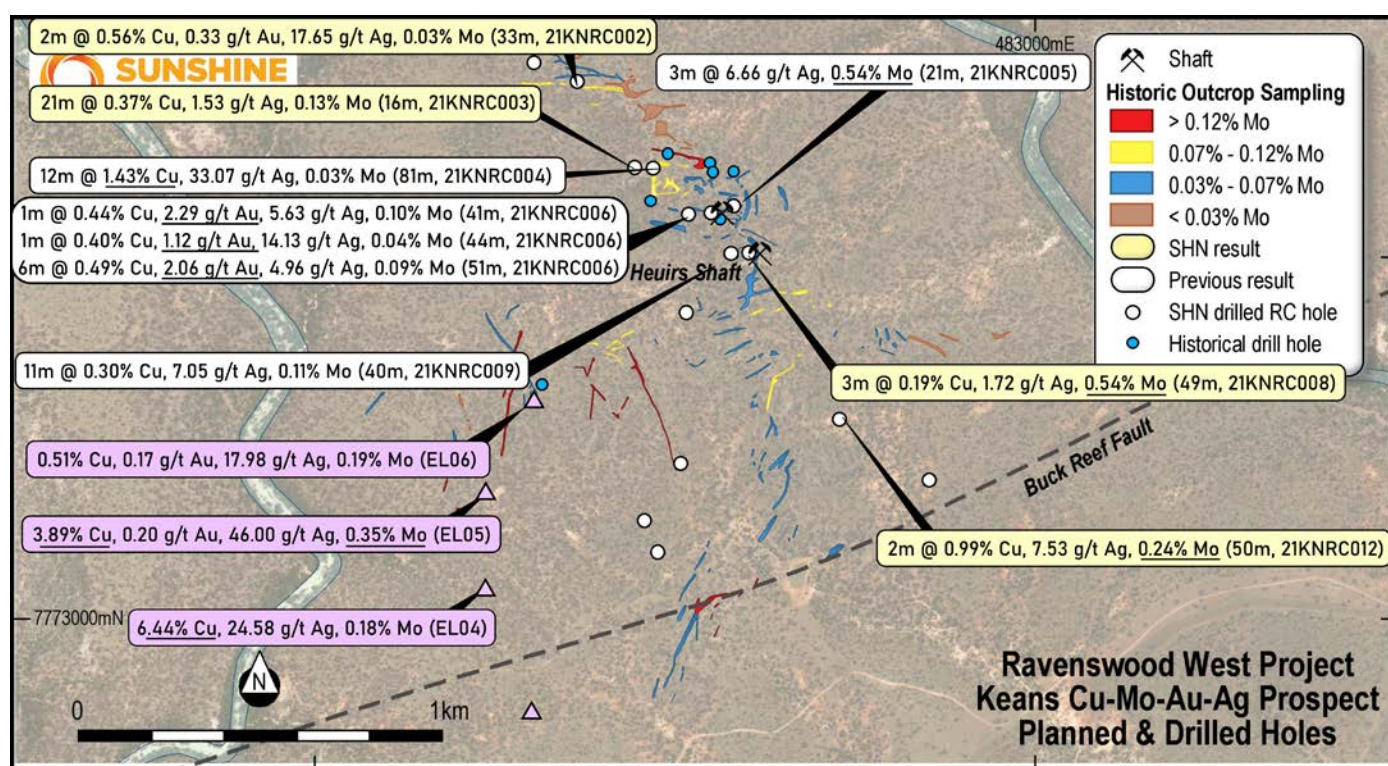 2m @ 0.56% Cu, 0.33 g/t Au, 17.65 g/t Ag, 0.03% Mo (33m, 21KNRC002)
SUNSHINE
483000mE
3m @ 6.66 g/t Ag, 0.54% Mo (21m, 21KNRC005)
21m @ 0.37% Cu, 1.53 g/t Ag, 0.13% Mo (16m, 21KNRC003)
12m @ 1.43% Cu, 33.07 g/t Ag, 0.03% Mo (81m, 21KNRC004)
1m @ 0.44% Cu, 2.29 g/t Au, 5.63 g/t Ag, 0.10% Mo (41m, 21KNRC006)
1m @ 0.40% Cu, 1.12 g/t Au, 14.13 g/t Ag, 0.04% Mo (44m, 21KNRC006)
6m @ 0.49% Cu, 2.06 g/t Au, 4.96 g/t Ag, 0.09% Mo (51m, 21KNRC006)
Heuirs Shaft
11m @ 0.30% Cu, 7.05 g/t Ag, 0.11% Mo (40m, 21KNRC009)
Shaft
Historic Outcrop Sampling
> 0.12% Mo
0.07% - 0.12% Mo
0.03% - 0.07% Mo
< 0.03% Mo
SHN result
Previous result
SHN drilled RC hole
Historical drill hole
3m @ 0.19% Cu, 1.72 g/t Ag, 0.54% Mo (49m, 21KNRC008)
0.51% Cu, 0.17 g/t Au, 17.98 g/t Ag, 0.19% Mo (EL06)
Buck Reef Fault
3.89% Cu, 0.20 g/t Au, 46.00 g/t Ag, 0.35% Mo (EL05)
2m @ 0.99% Cu, 7.53 g/t Ag, 0.24% Mo (50m, 21KNRC012)
7773000mN
6.44% Cu, 24.58 g/t Ag, 0.18% Mo (EL04)
N
0 1km
Ravenswood West Project
Keans Cu-Mo-Au-Ag Prospect
Planned & Drilled Holes